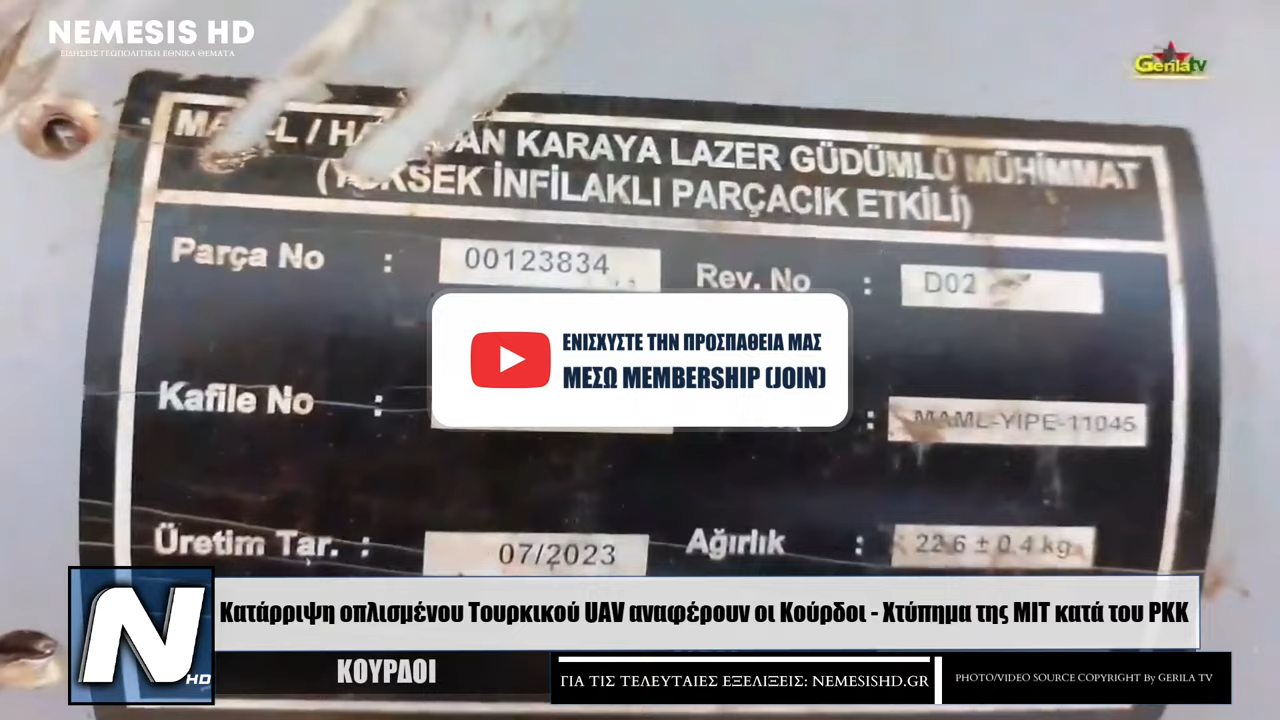 NEMESIS HD
ΕΙΔΗΣΕΙΣ ΓΕΩΠΟΛΙΤΙΚΗ ΕΘΝΙΚΑ ΘΕΜΑΤΑ
Gerila tv
/ KARAYA LAZER GÜDÜMLÜ MÜHİMMAT
(YÜKSEK İNFİLAKLI PARÇACIK ETKİLİ)
Parça No : 00123834 Rev. No : D02
ΕΝΙΣΧΥΣΤΕ ΤΗΝ ΠΡΟΣΠΑΘΕΙΑ ΜΑΣ
ΜΕΣΩ MEMBERSHIP (JOIN)
Kafile No : : MAML-YIPE-11045
Üretim Tar. : 07/2023 Ağırlık : 22.6 ± 0.4 kg
N HD
Κατάρριψη οπλισμένου Τουρκικού UAV αναφέρουν οι Κούρδοι - Χτύπημα της ΜΙΤ κατά του PKK
ΚΟΥΡΔΟΙ
ΓΙΑ ΤΙΣ ΤΕΛΕΥΤΑΙΕΣ ΕΞΕΛΙΞΕΙΣ: NEMESISHD.GR
PHOTO/VIDEO SOURCE COPYRIGHT By GERILA TV